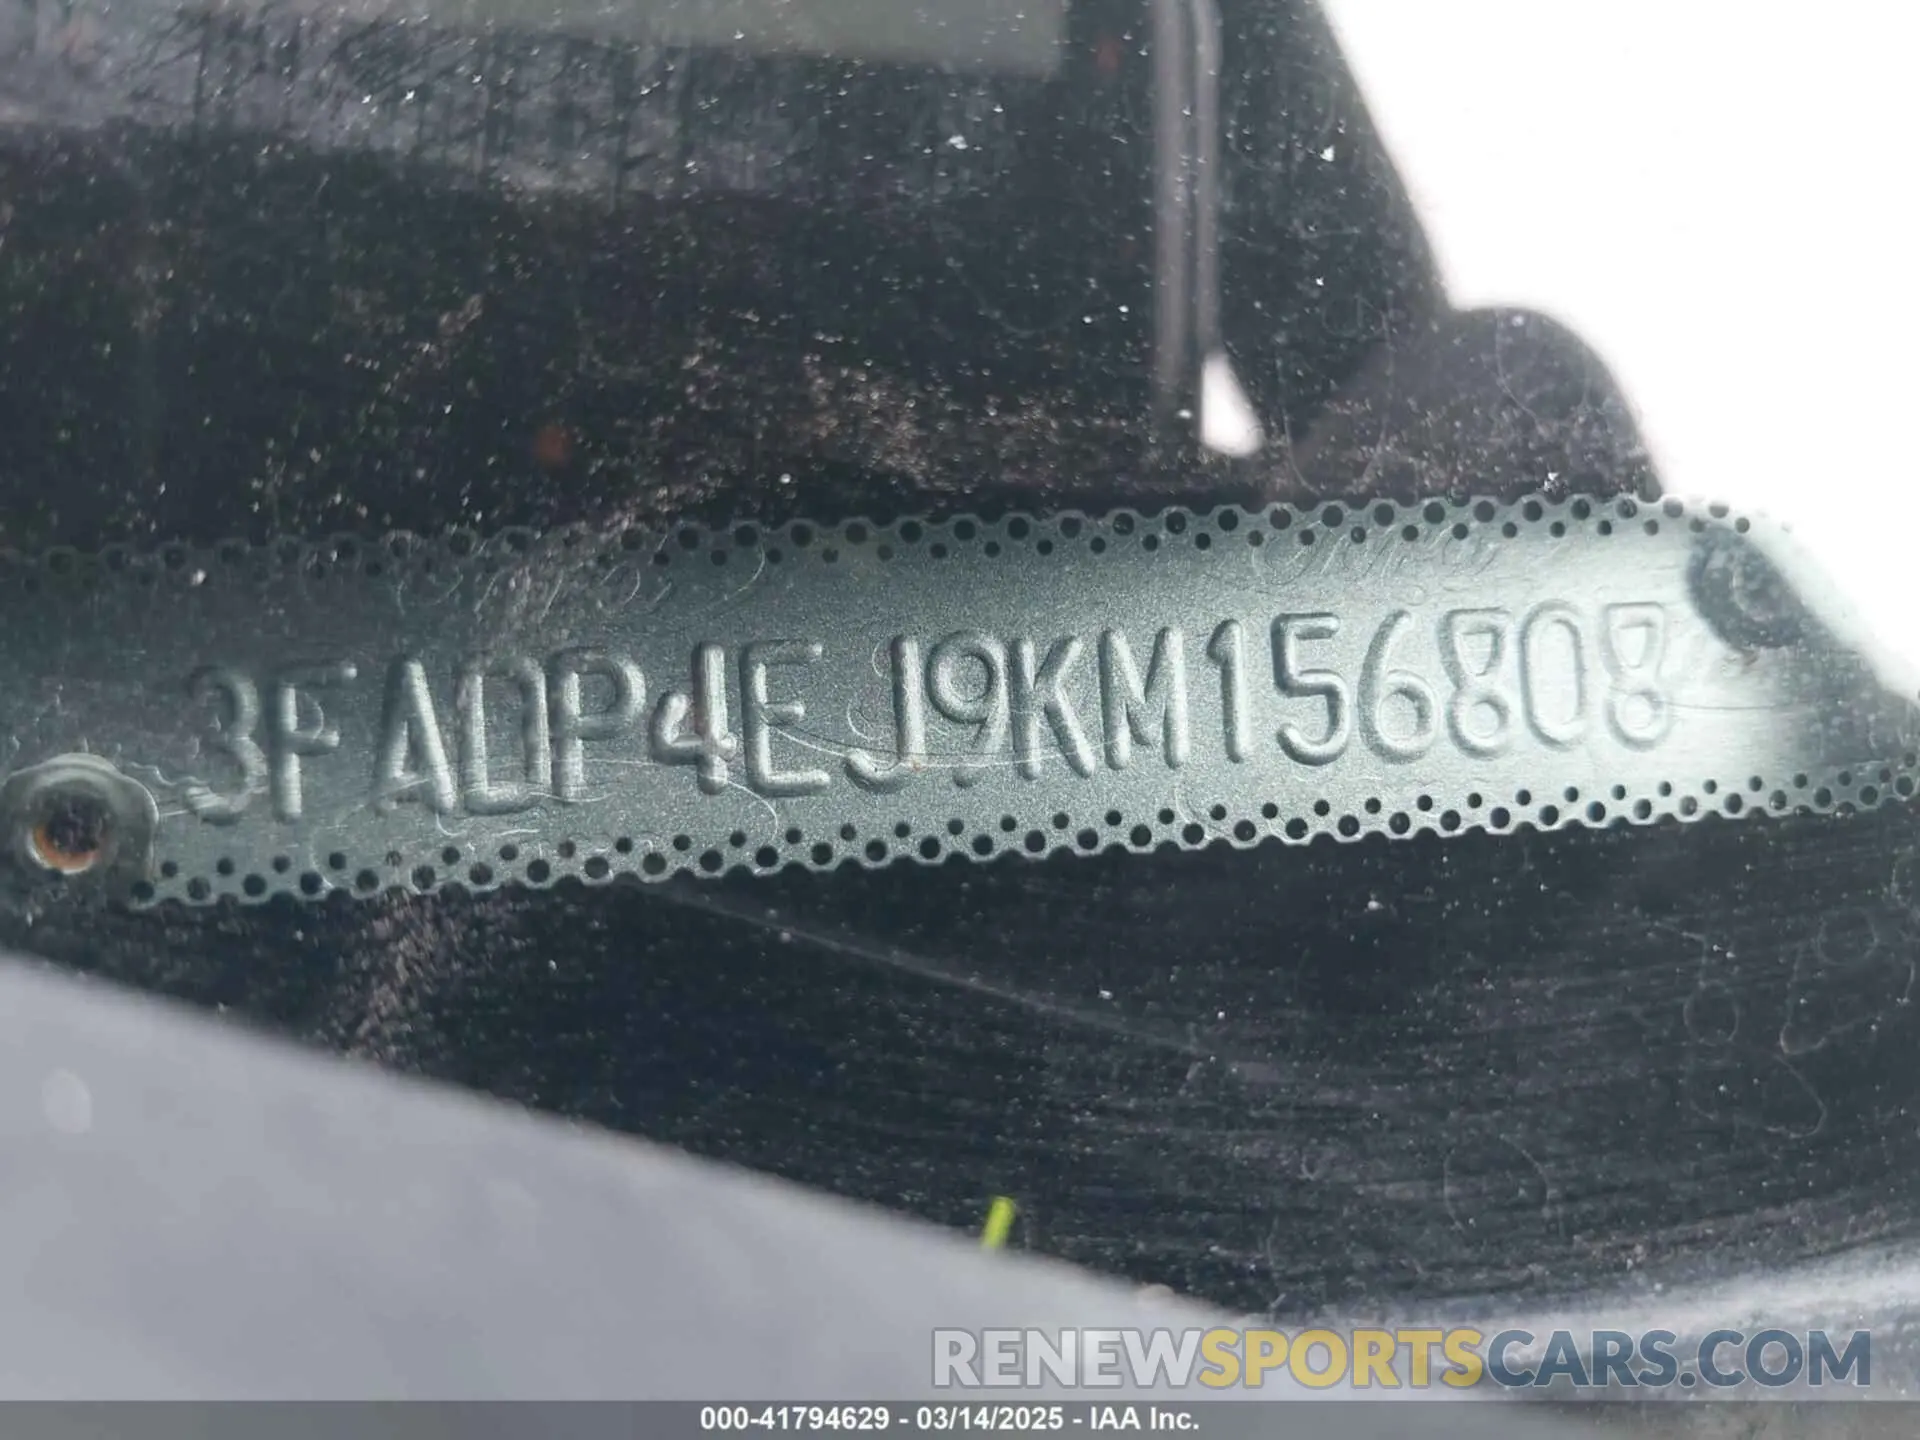 3FADP4EJ9KM156808
RENEWSPORTSCARS.COM
000-41794629 - 03/14/2025 - IAA Inc.